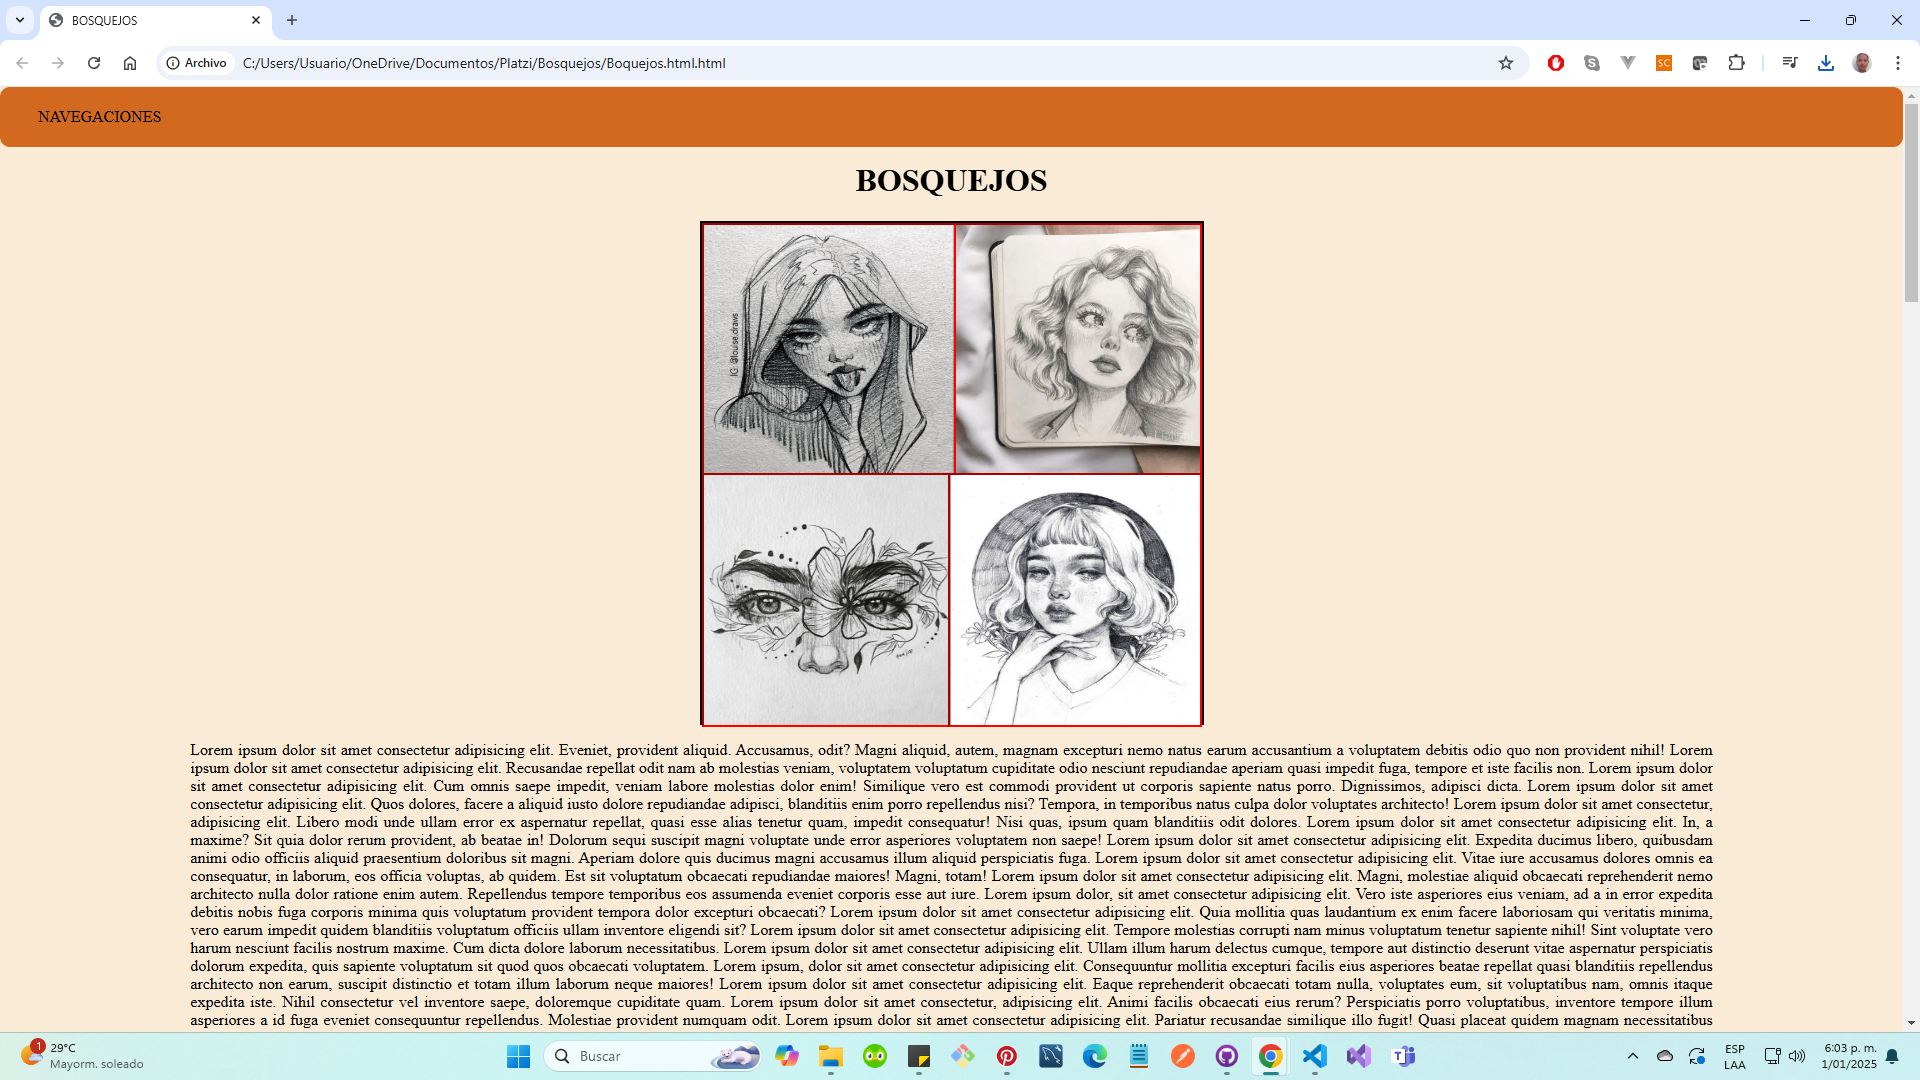 BOSQUEJOS
Archivo
C:/Users/Usuario/OneDrive/Documentos/Platzi/Bosquejos/Boquejos.html.html
SC
NAVEGACIONES
BOSQUEJOS
IG: @louise.draws
Lorem ipsum dolor sit amet consectetur adipisicing elit. Eveniet, provident aliquid. Accusamus, odit? Magni aliquid, autem, magnam excepturi nemo natus earum accusantium a voluptatem debitis odio quo non provident nihil! Lorem
ipsum dolor sit amet consectetur adipisicing elit. Recusandae repellat odit nam ab molestias veniam, voluptatem voluptatum cupiditate odio nesciunt repudiandae aperiam quasi impedit fuga, tempore et iste facilis non. Lorem ipsum dolor
sit amet consectetur adipisicing elit. Cum omnis saepe impedit, veniam labore molestias dolor enim! Similique vero est commodi provident ut corporis sapiente natus porro. Dignissimos, adipisci dicta. Lorem ipsum dolor sit amet
consectetur adipisicing elit. Quos dolores, facere a aliquid iusto dolore repudiandae adipisci, blanditiis enim porro repellendus nisi? Tempora, in temporibus natus culpa dolor voluptates architecto! Lorem ipsum dolor sit amet consectetur,
adipisicing elit. Libero modi unde ullam error ex aspernatur repellat, quasi esse alias tenetur quam, impedit consequatur! Nisi quas, ipsum quam blanditiis odit dolores. Lorem ipsum dolor sit amet consectetur adipisicing elit. In, a
maxime? Sit quia dolor rerum provident, ab beatae in! Dolorum sequi suscipit magni voluptate unde error asperiores voluptatem non saepe! Lorem ipsum dolor sit amet consectetur adipisicing elit. Expedita ducimus libero, quibusdam
animi odio officiis aliquid praesentium doloribus sit magni. Aperiam dolore quis ducimus magni accusamus illum aliquid perspiciatis fuga. Lorem ipsum dolor sit amet consectetur adipisicing elit. Vitae iure accusamus dolores omnis ea
consequatur, in laborum, eos officia voluptas, ab quidem. Est sit voluptatum obcaecati repudiandae maiores! Magni, totam! Lorem ipsum dolor sit amet consectetur adipisicing elit. Magni, molestiae aliquid obcaecati reprehenderit nemo
architecto nulla dolor ratione enim autem. Repellendus tempore temporibus eos assumenda eveniet corporis esse aut iure. Lorem ipsum dolor, sit amet consectetur adipisicing elit. Vero iste asperiores eius veniam, ad a in error expedita
debitis nobis fuga corporis minima quis voluptatum provident tempora dolor excepturi obcaecati? Lorem ipsum dolor sit amet consectetur adipisicing elit. Quia mollitia quas laudantium ex enim facere laboriosam qui veritatis minima,
vero earum impedit quidem blanditiis voluptatum officiis ullam inventore eligendi sit? Lorem ipsum dolor sit amet consectetur adipisicing elit. Tempore molestias corrupti nam minus voluptatum tenetur sapiente nihil! Sint voluptate vero
harum nesciunt facilis nostrum maxime. Cum dicta dolore laborum necessitatibus. Lorem ipsum dolor sit amet consectetur adipisicing elit. Ullam illum harum delectus cumque, tempore aut distinctio deserunt vitae aspernatur perspiciatis
dolorum expedita, quis sapiente voluptatum sit quod quos obcaecati voluptatem. Lorem ipsum, dolor sit amet consectetur adipisicing elit. Consequuntur mollitia excepturi facilis eius asperiores beatae repellat quasi blanditiis repellendus
architecto non earum, suscipit distinctio et totam illum laborum neque maiores! Lorem ipsum dolor sit amet consectetur adipisicing elit. Eaque reprehenderit obcaecati totam nulla, voluptates eum, sit voluptatibus nam, omnis itaque
expedita iste. Nihil consectetur vel inventore saepe, doloremque cupiditate quam. Lorem ipsum dolor sit amet consectetur, adipisicing elit. Animi facilis obcaecati eius rerum? Perspiciatis porro voluptatibus, inventore tempore illum
asperiores a id fuga eveniet consequuntur repellendus. Molestiae provident numquam odit. Lorem ipsum dolor sit amet consectetur adipisicing elit. Pariatur recusandae similique illo fugit! Quasi placeat quidem magnam necessitatibus
1
29°C
Mayorm. soleado
Buscar
ESP
LAA
6:03 p. m.
1/01/2025